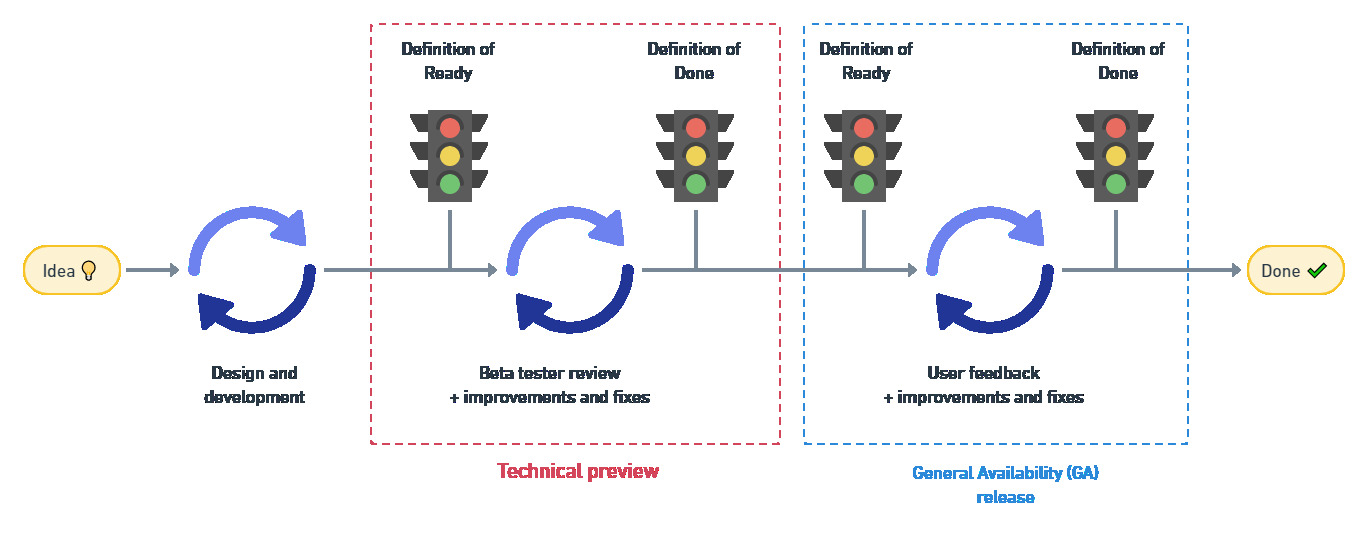 Definition of
Ready
Definition of
Done
Definition of
Ready
Definition of
Done
Idea
Done
Design and
development
Beta tester review
+ improvements and fixes
User feedback
+ improvements and fixes
Technical preview
General Availability (GA)
release